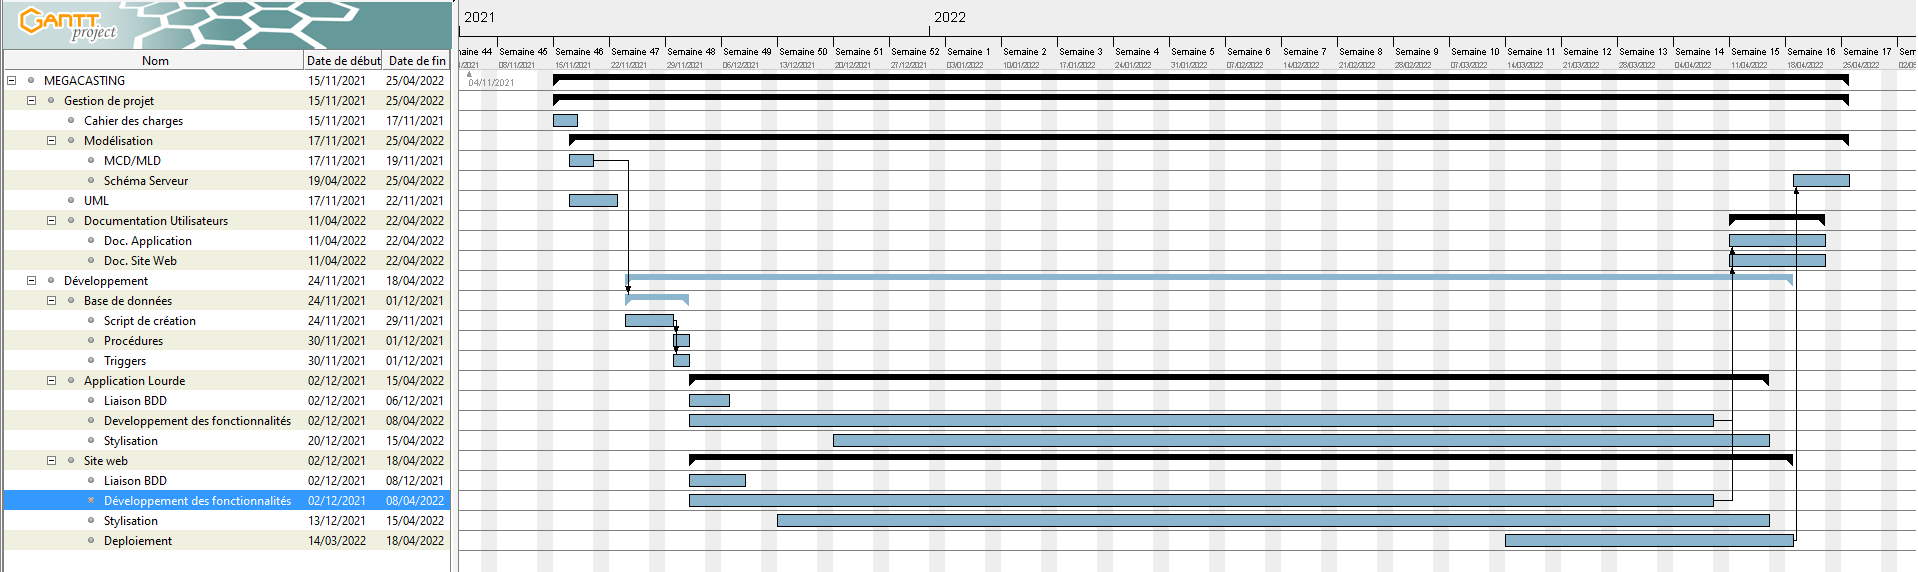 GANTT
project
2021 2022
naine 44 Semaine 45 Semaine 46 Semaine 47 Semaine 48 Semaine 49 Semaine 50 Semaine 51 Semaine 52 Semaine 1 Semaine 2 Semaine 3 Semaine 4 Semaine 5 Semaine 6 Semaine 7 Semaine 8 Semaine 9 Semaine 10 Semaine 11 Semaine 12 Semaine 13 Semaine 14 Semaine 15 Semaine 16 Semaine 17 Sem
/2021 08/11/2021 15/11/2021 22/11/2021 29/11/2021 06/12/2021 13/12/2021 20/12/2021 27/12/2021 03/01/2022 10/01/2022 17/01/2022 24/01/2022 31/01/2022 07/02/2022 14/02/2022 21/02/2022 28/02/2022 07/03/2022 14/03/2022 21/03/2022 28/03/2022 04/04/2022 11/04/2022 18/04/2022 25/04/2022 02/05
04/11/2021
Nom Date de début Date de fin
MEGACASTING 15/11/2021 25/04/2022
Gestion de projet 15/11/2021 25/04/2022
Cahier des charges 15/11/2021 17/11/2021
Modélisation 17/11/2021 25/04/2022
MCD/MLD 17/11/2021 19/11/2021
Schéma Serveur 19/04/2022 25/04/2022
UML 17/11/2021 22/11/2021
Documentation Utilisateurs 11/04/2022 22/04/2022
Doc. Application 11/04/2022 22/04/2022
Doc. Site Web 11/04/2022 22/04/2022
Développement 24/11/2021 18/04/2022
Base de données 24/11/2021 01/12/2021
Script de création 24/11/2021 29/11/2021
Procédures 30/11/2021 01/12/2021
Triggers 30/11/2021 01/12/2021
Application Lourde 02/12/2021 15/04/2022
Liaison BDD 02/12/2021 06/12/2021
Developpement des fonctionnalités 02/12/2021 08/04/2022
Stylisation 20/12/2021 15/04/2022
Site web 02/12/2021 18/04/2022
Liaison BDD 02/12/2021 08/12/2021
Développement des fonctionnalités 02/12/2021 08/04/2022
Stylisation 13/12/2021 15/04/2022
Deploiement 14/03/2022 18/04/2022